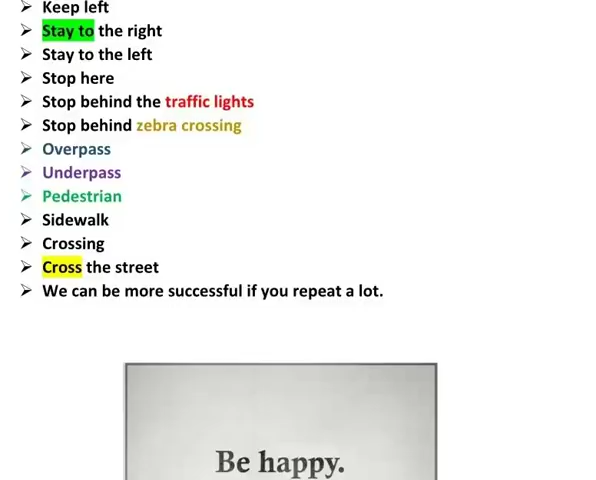 Keep left
Stay to the right
Stay to the left
Stop here
Stop behind the traffic lights
Stop behind zebra crossing
Overpass
Underpass
Pedestrian
Sidewalk
Crossing
Cross the street
We can be more successful if you repeat a lot.
Be happy.